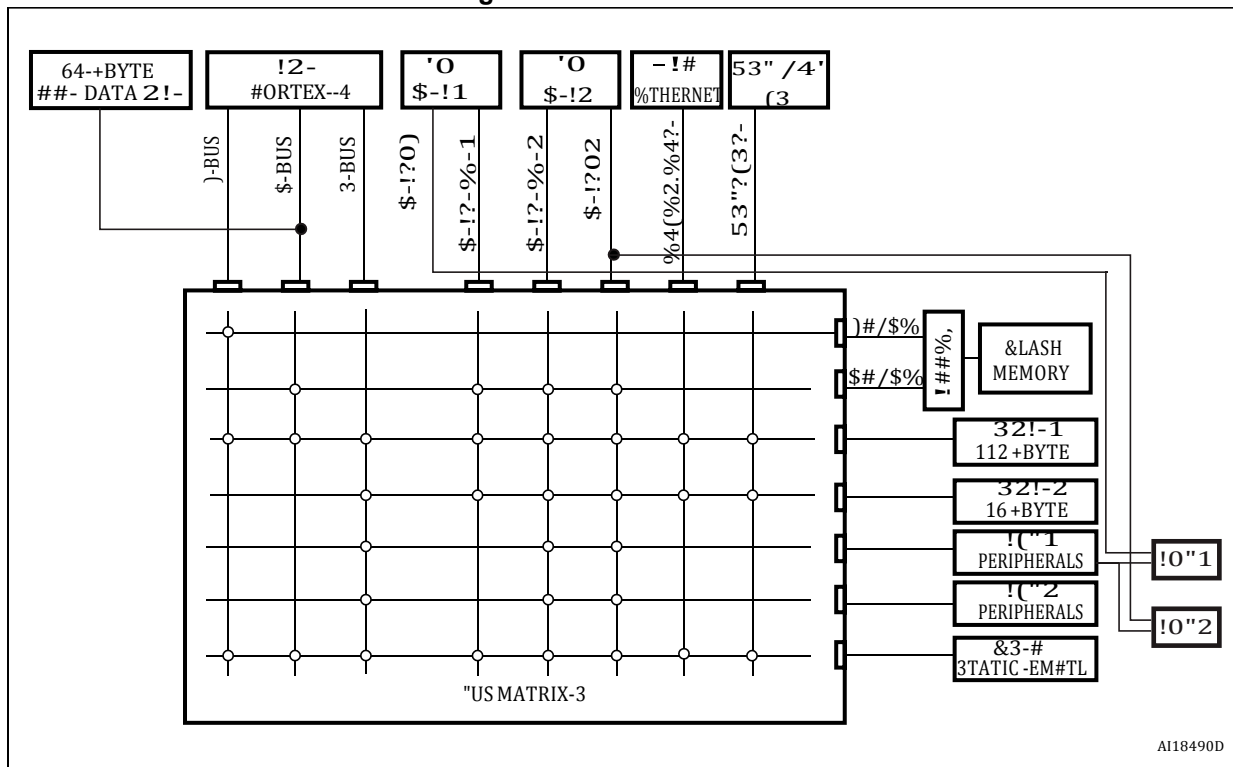 64-+BYTE
##- DATA 2!-
!2-
#ORTEX--4
'0
$-!1
'0
$-!2
-!#
%THERNET
53" /4'
(3
)-BUS
$-BUS
3-BUS
$-!?0)
$-!?-%-1
$-!?-%-2
$-!?02
%4(%2.%4?-
53"?(3?-
)#/$%
$#/$%
!##%,
&LASH
MEMORY
32!-1
112 +BYTE
32!-2
16 +BYTE
!("1
PERIPHERALS
!("2
PERIPHERALS
&3-#
3TATIC -EM#TL
!0"1
!0"2
"US MATRIX-3
AI18490D